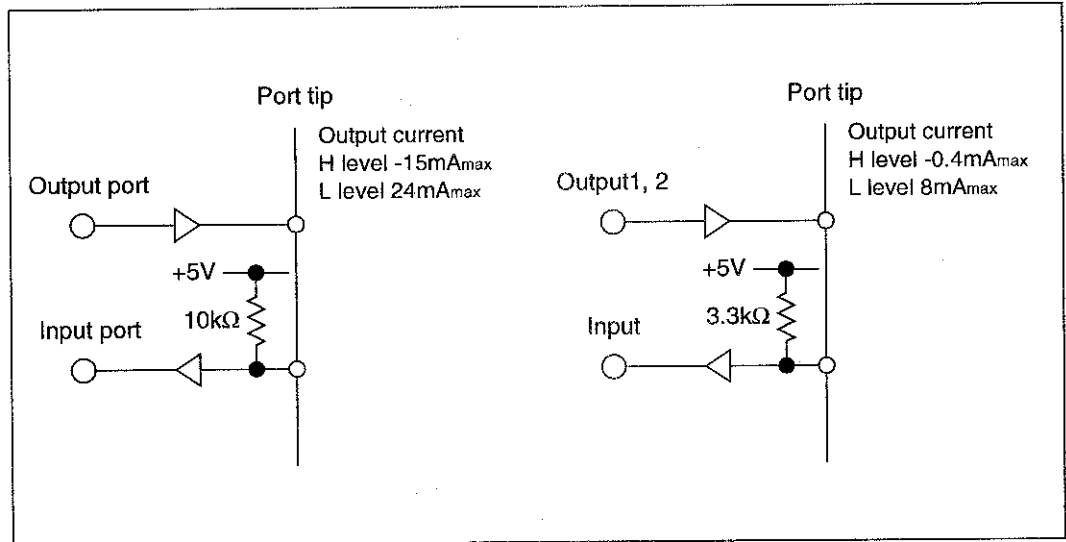 Port tip
Output current
H level -15mAmax
L level 24mAmax
Output port
+5V
10kΩ
Input port
Port tip
Output current
H level -0.4mAmax
L level 8mAmax
Output1, 2
+5V
3.3kΩ
Input